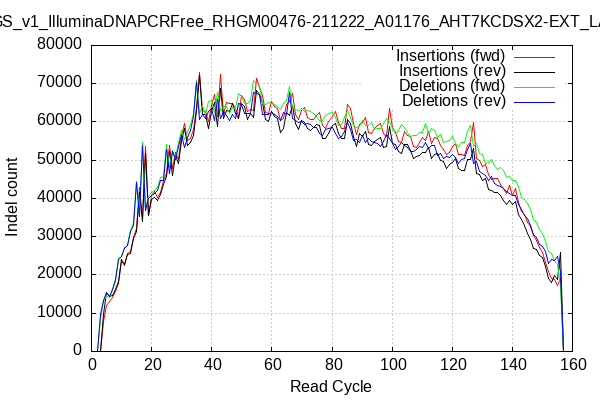 GS_v1_IlluminaDNAPCRFree_RHGM00476-211222_A01176_AHT7KCDSX2-EXT_LA
80000
70000
60000
50000
40000
30000
20000
10000
0
Indel count
Insertions (fwd)
Insertions (rev)
Deletions (fwd)
Deletions (rev)
0 20 40 60 80 100 120 140 160
Read Cycle